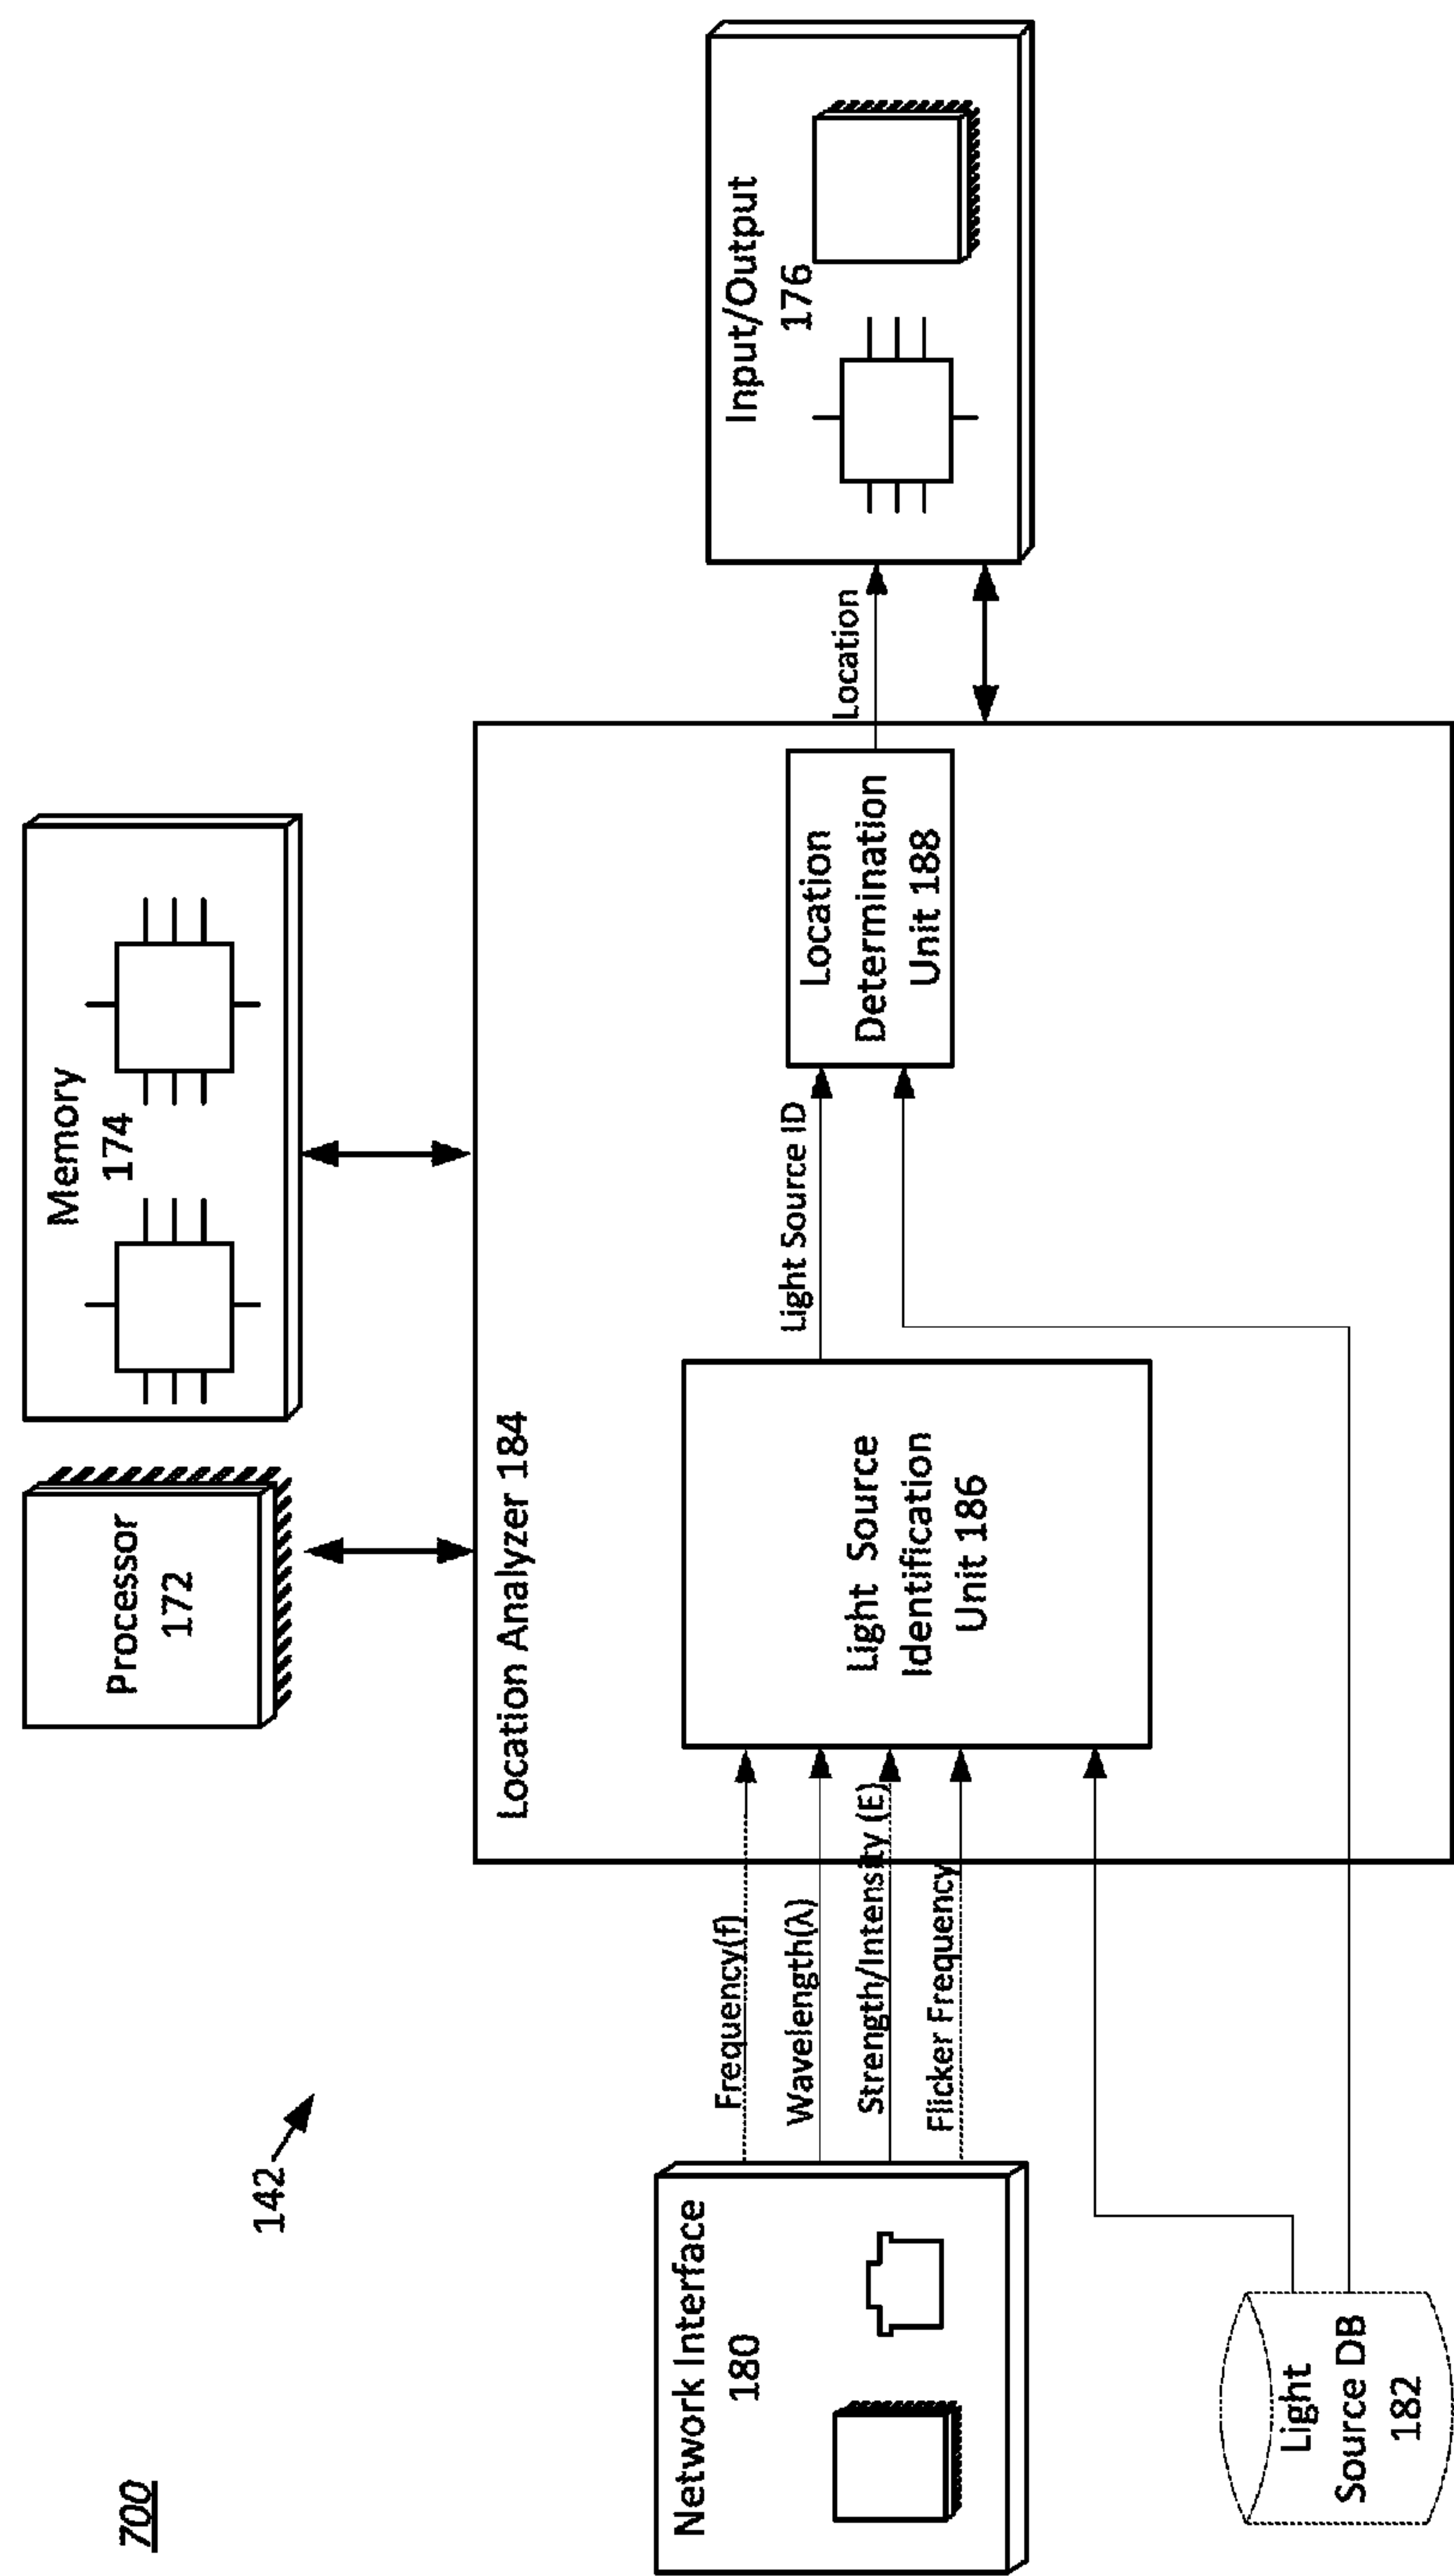 700
142
Processor
172
Memory
174
Network Interface
180
Frequency(f)
Wavelength(λ)
Strength/Intensity (E)
Flicker Frequency
Light
Source DB
182
Location Analyzer 184
Light Source
Identification
Unit 186
Light Source ID
Location
Determination
Unit 188
Location
Input/Output
176